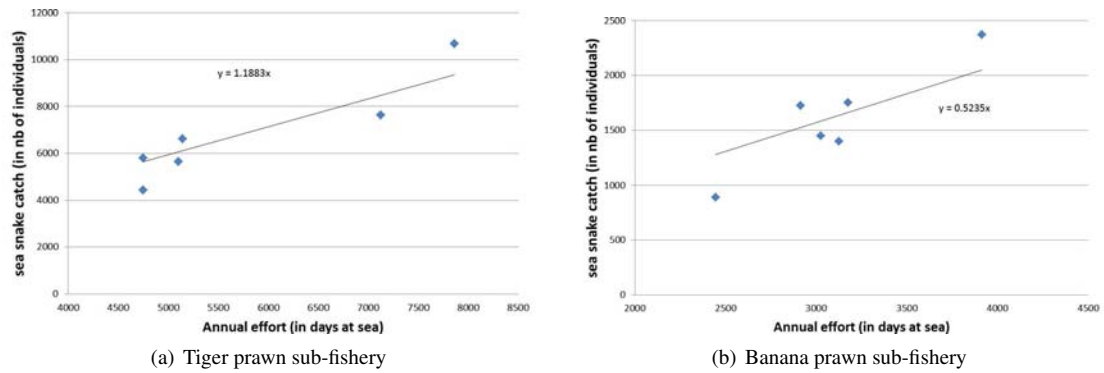 sea snake catch (in nb of individuals)
12000
10000
8000
6000
4000
2000
0
y = 1.1883x
4000 4500 5000 5500 6000 6500 7000 7500 8000 8500
Annual effort (in days at sea)
(a) Tiger prawn sub-fishery
sea snake catch (in nb of individuals)
2500
2000
1500
1000
500
0
y = 0.5235x
2000 2500 3000 3500 4000 4500
Annual effort (in days at sea)
(b) Banana prawn sub-fishery